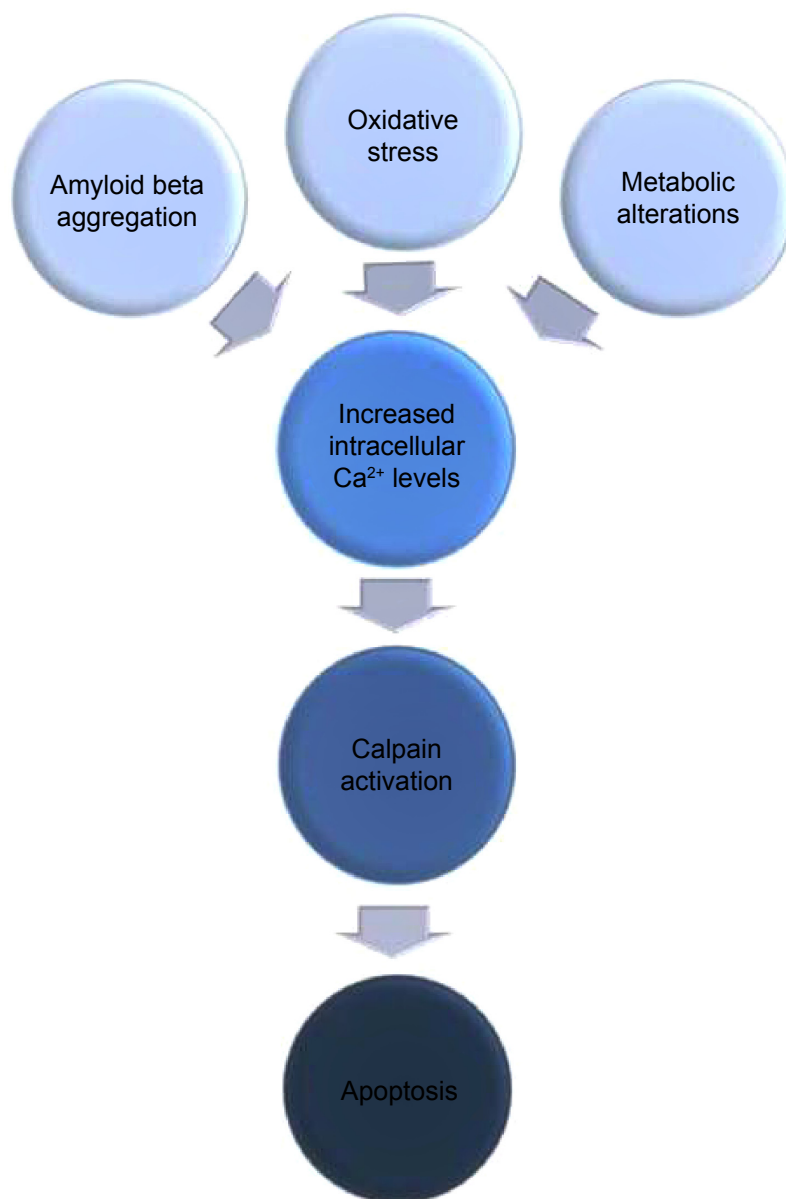 Amyloid beta
aggregation
Oxidative
stress
Metabolic
alterations
Increased
intracellular
Ca²⁺ levels
Calpain
activation
Apoptosis